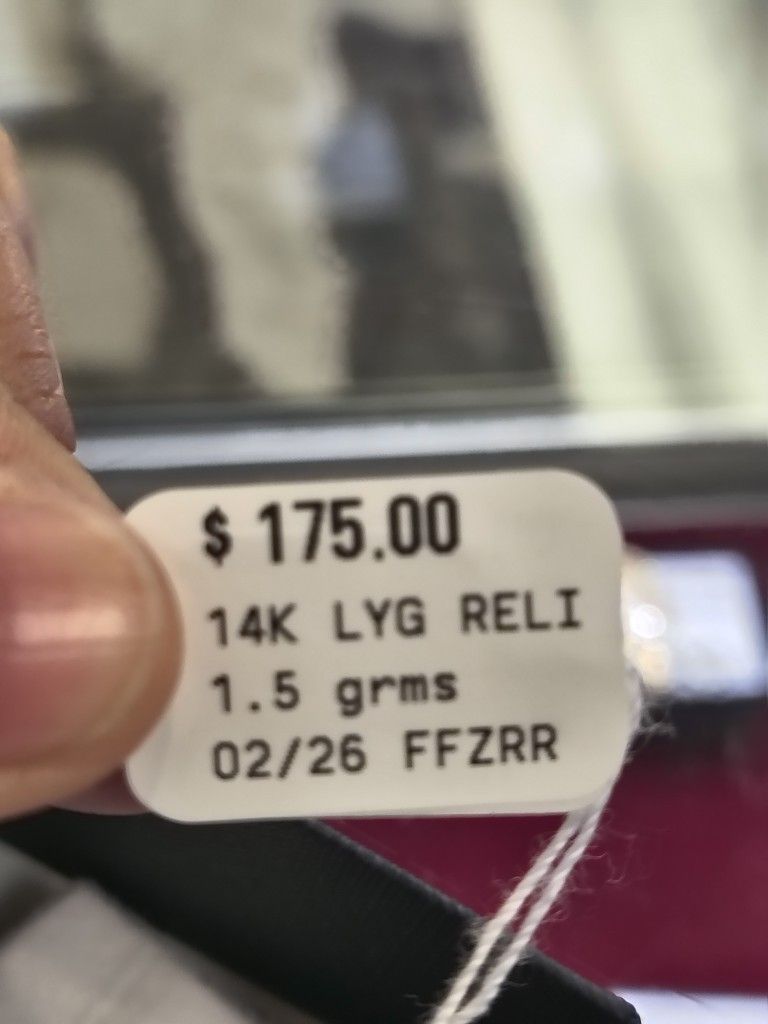 $ 175.00
14K LYG RELI
1.5 grms
02/26 FFZRR